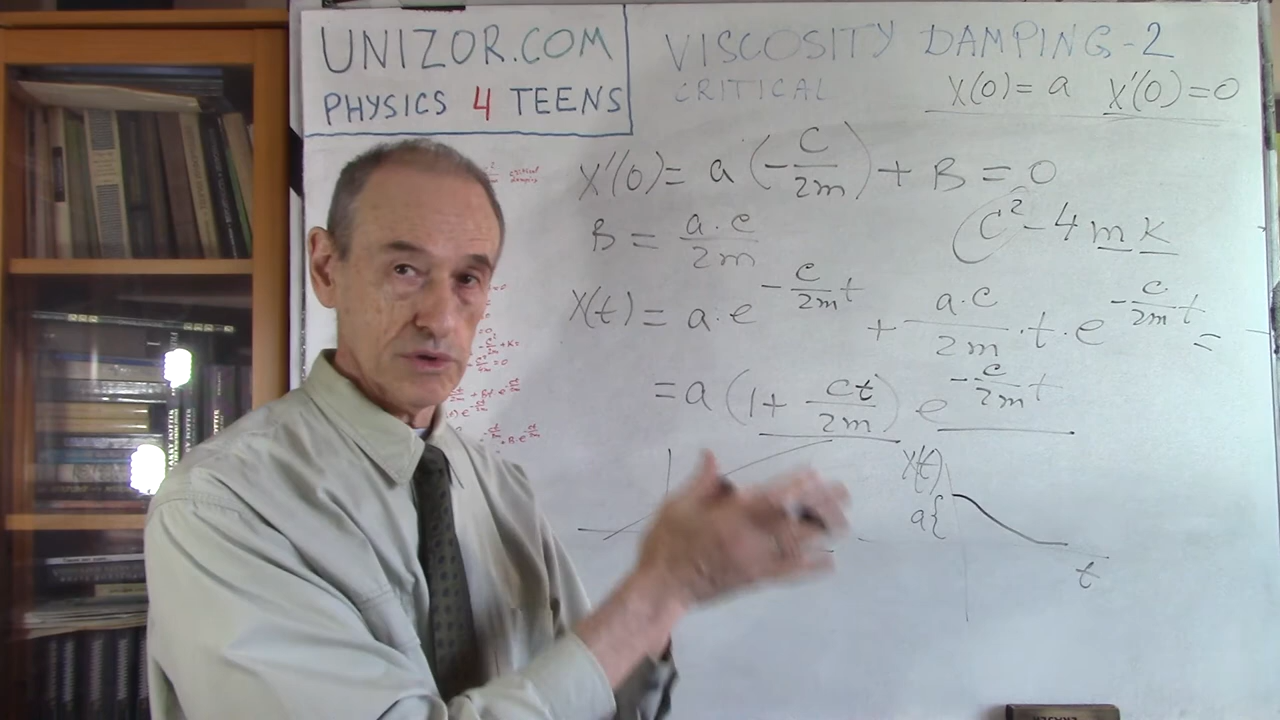 UNIZOR.COM
PHYSICS 4 TEENS
VISCOSITY DAMPING-2
CRITICAL
X(0)=a X'(0)=0
X'(0)=a(-c/2m)+B=0
B=a·c/2m
C²-4mk
X(t)=a·e^(-c/2m t)+a·c/2m·t·e^(-c/2m t)=
=a(1+ct/2m)e^(-c/2m t)
X(t)
a{
t